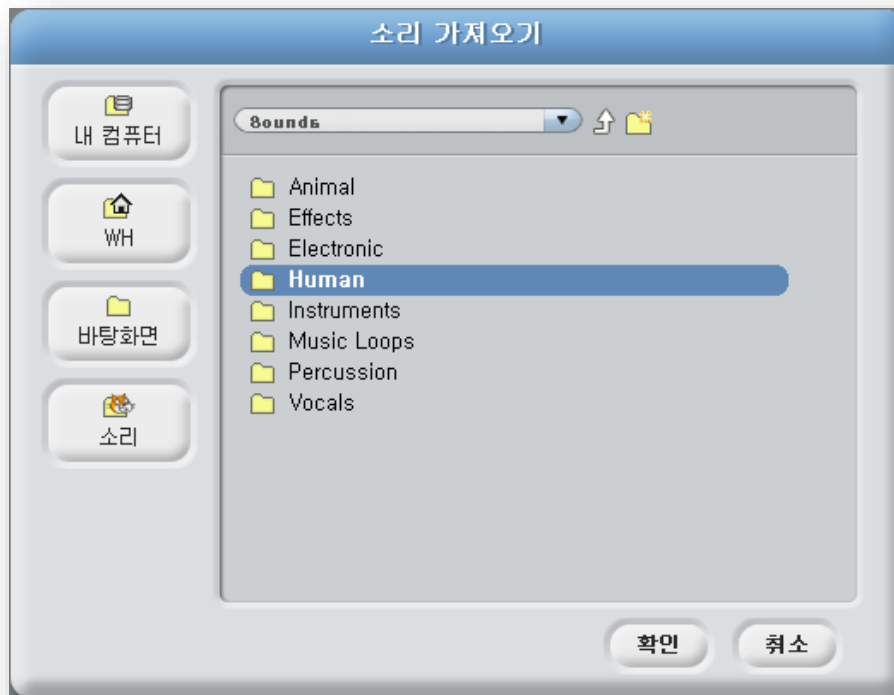 소리 가져오기
내 컴퓨터
WH
바탕화면
소리
Sounds
Animal
Effects
Electronic
Human
Instruments
Music Loops
Percussion
Vocals
확인
취소